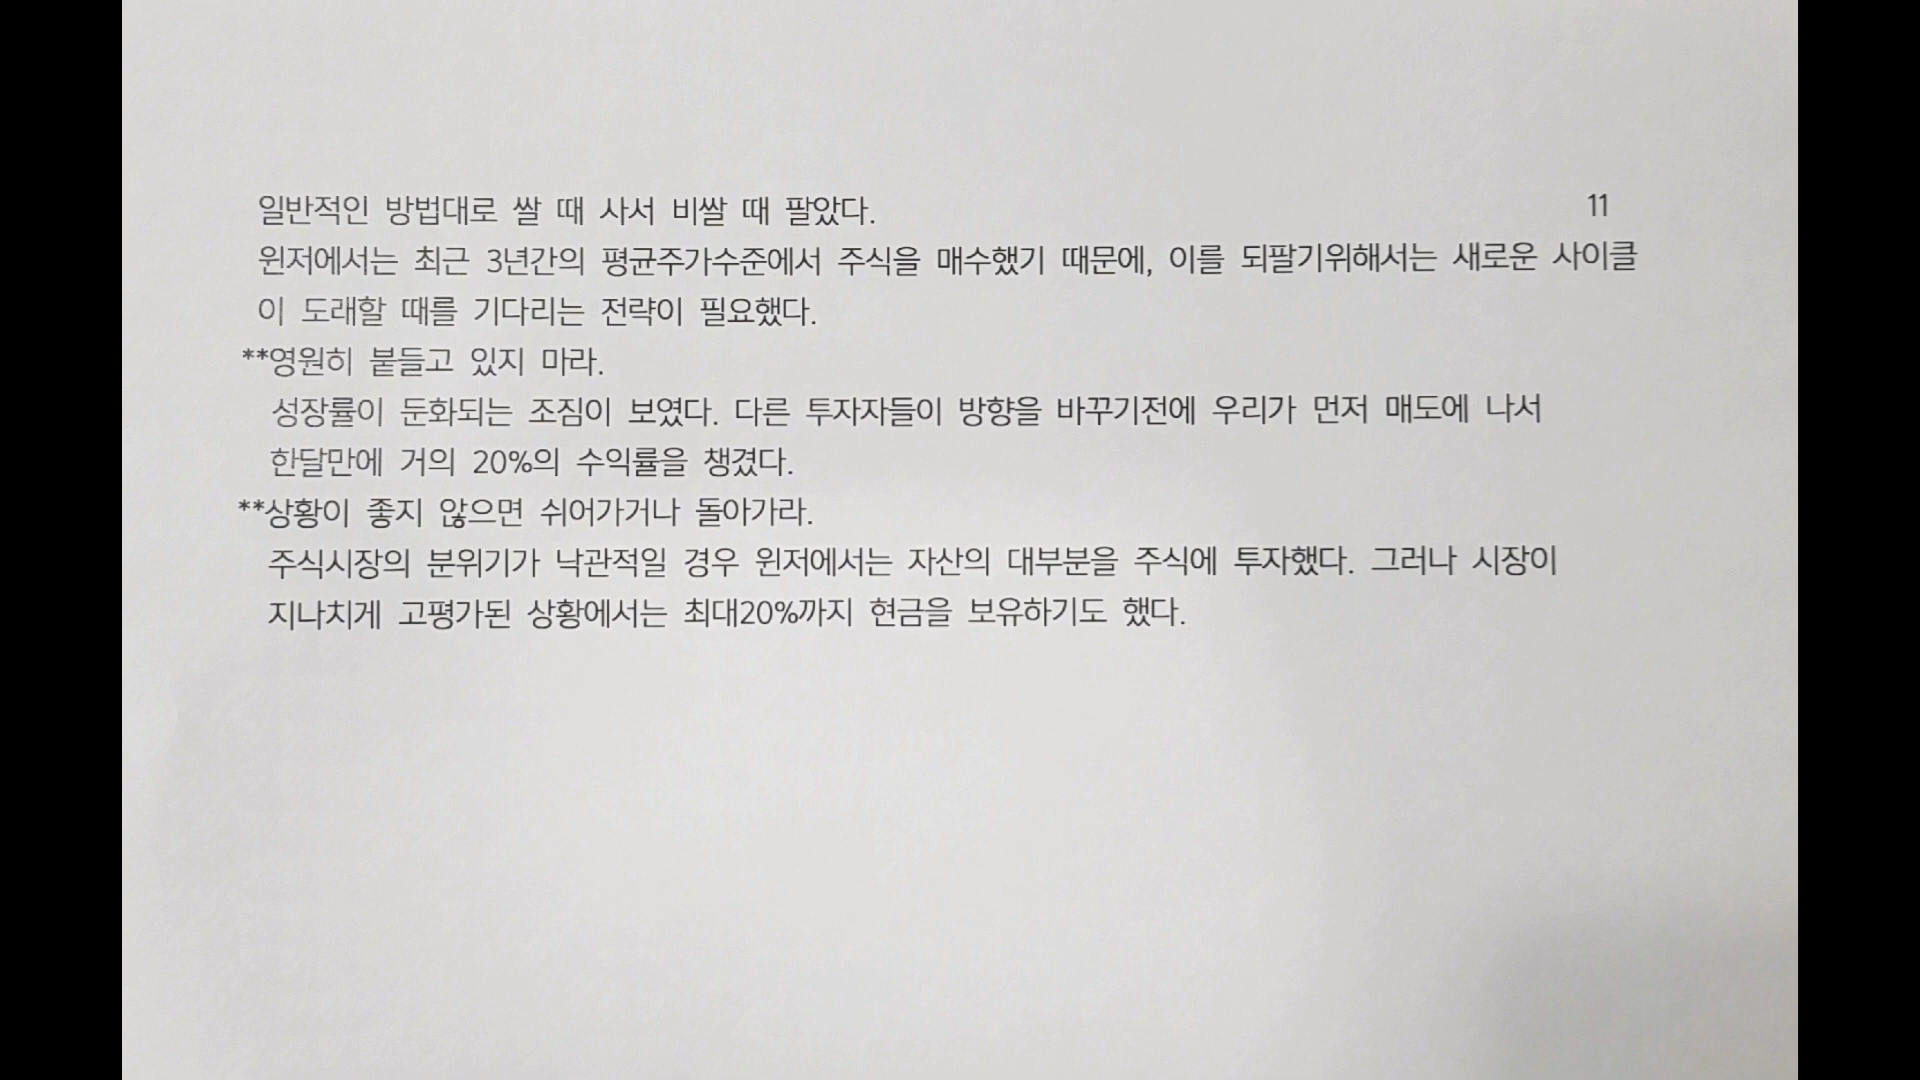 일반적인 방법대로 쌀 때 사서 비쌀 때 팔았다. 11
윈저에서는 최근 3년간의 평균주가수준에서 주식을 매수했기 때문에, 이를 되팔기위해서는 새로운 사이클
이 도래할 때를 기다리는 전략이 필요했다.
**영원히 붙들고 있지 마라.
성장률이 둔화되는 조짐이 보였다. 다른 투자자들이 방향을 바꾸기전에 우리가 먼저 매도에 나서
한달만에 거의 20%의 수익률을 챙겼다.
**상황이 좋지 않으면 쉬어가거나 돌아가라.
주식시장의 분위기가 낙관적일 경우 윈저에서는 자산의 대부분을 주식에 투자했다. 그러나 시장이
지나치게 고평가된 상황에서는 최대20%까지 현금을 보유하기도 했다.